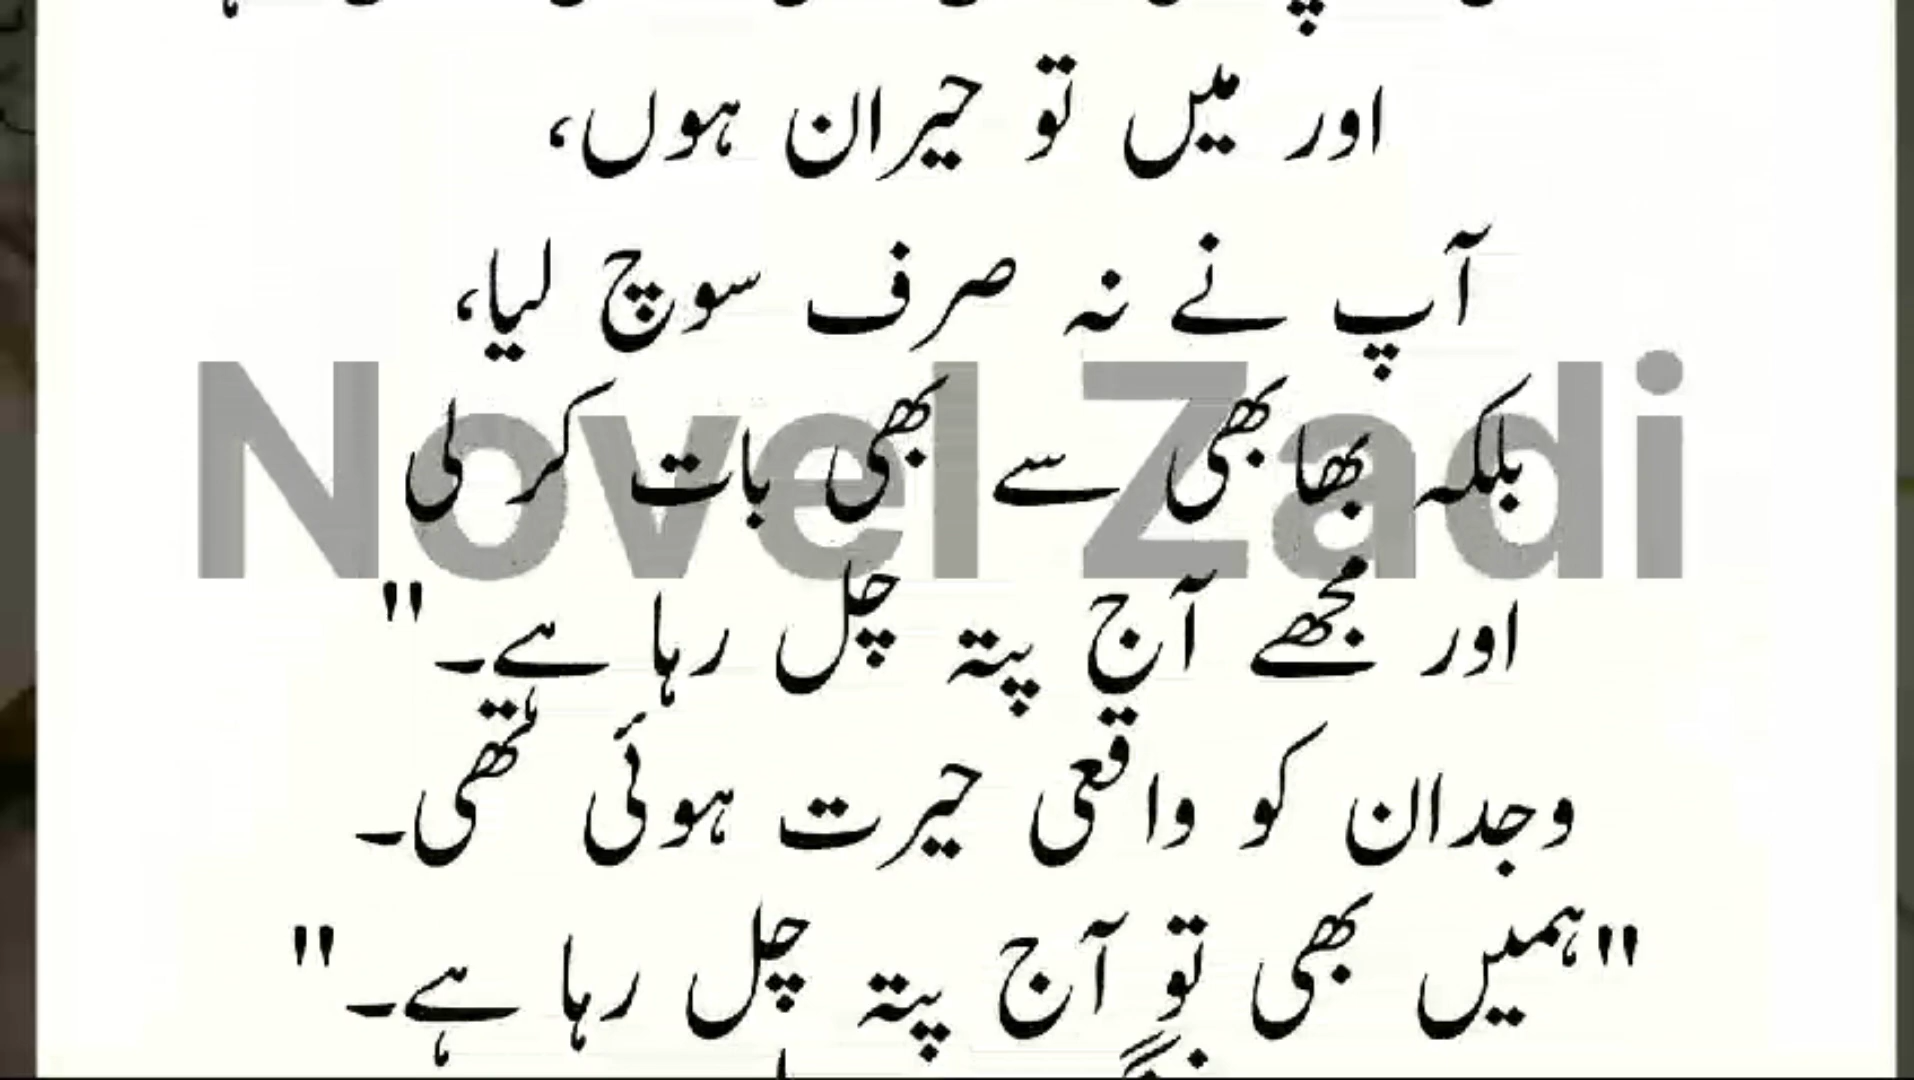 اور میں تو حیران ہوں،
آپ نے نہ صرف سوچ لیا،
Novel Zadi
بلکہ بھابھی سے بھی بات کر لی
اور مجھے آج پتہ چل رہا ہے۔"
وجدان کو واقعی حیرت ہوئی تھی۔
"ہمیں بھی تو آج پتہ چل رہا ہے۔"